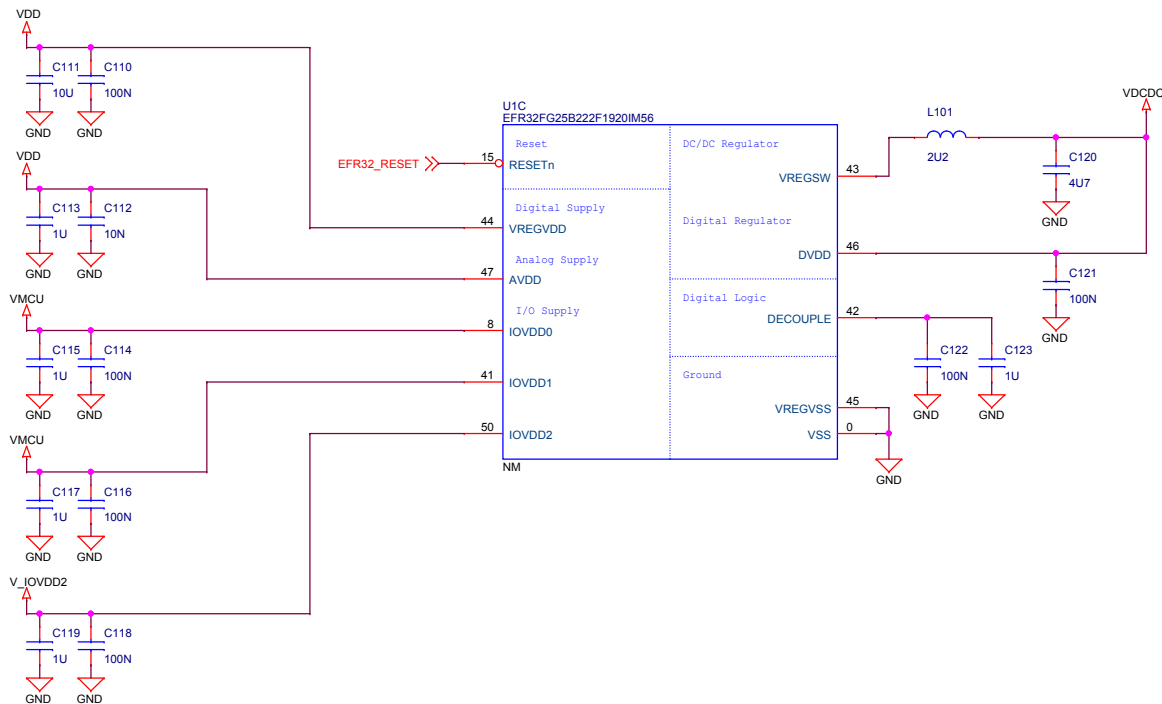 VDD
C111
C110
10U
100N
GND
GND
VDD
C113
C112
1U
10N
GND
GND
VMCU
C115
C114
1U
100N
GND
GND
VMCU
C117
C116
1U
100N
GND
GND
V_IOVDD2
C119
C118
1U
100N
GND
GND
EFR32_RESET
U1C
EFR32FG25B222F1920IM56
Reset
15
RESETn
Digital Supply
44
VREGVDD
Analog Supply
47
AVDD
I/O Supply
8
IOVDD0
41
IOVDD1
50
IOVDD2
NM
DC/DC Regulator
VREGSW
43
Digital Regulator
DVDD
46
Digital Logic
DECOUPLE
42
Ground
VREGVSS
45
VSS
0
GND
L101
2U2
VDCDC
C120
4U7
GND
C121
100N
GND
C122
C123
100N
1U
GND
GND